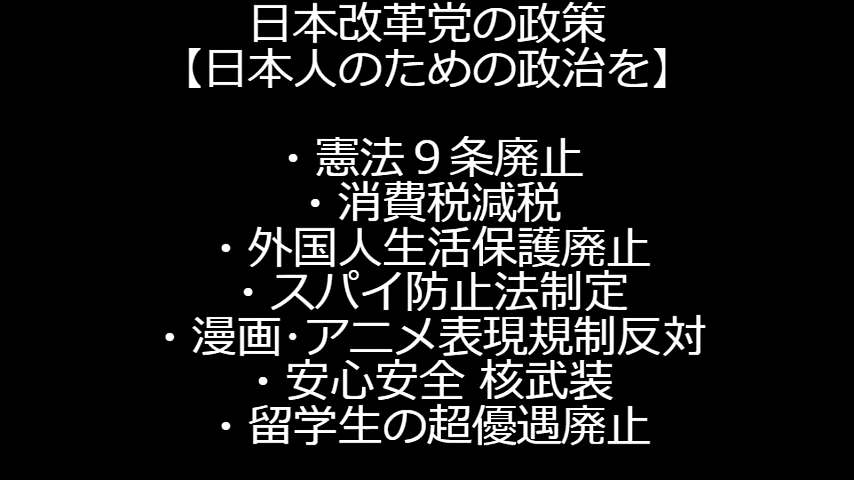 日本改革党の政策
【日本人のための政治を】
・憲法９条廃止
・消費税減税
・外国人生活保護廃止
・スパイ防止法制定
・漫画･アニメ表現規制反対
・安心安全 核武装
・留学生の超優遇廃止